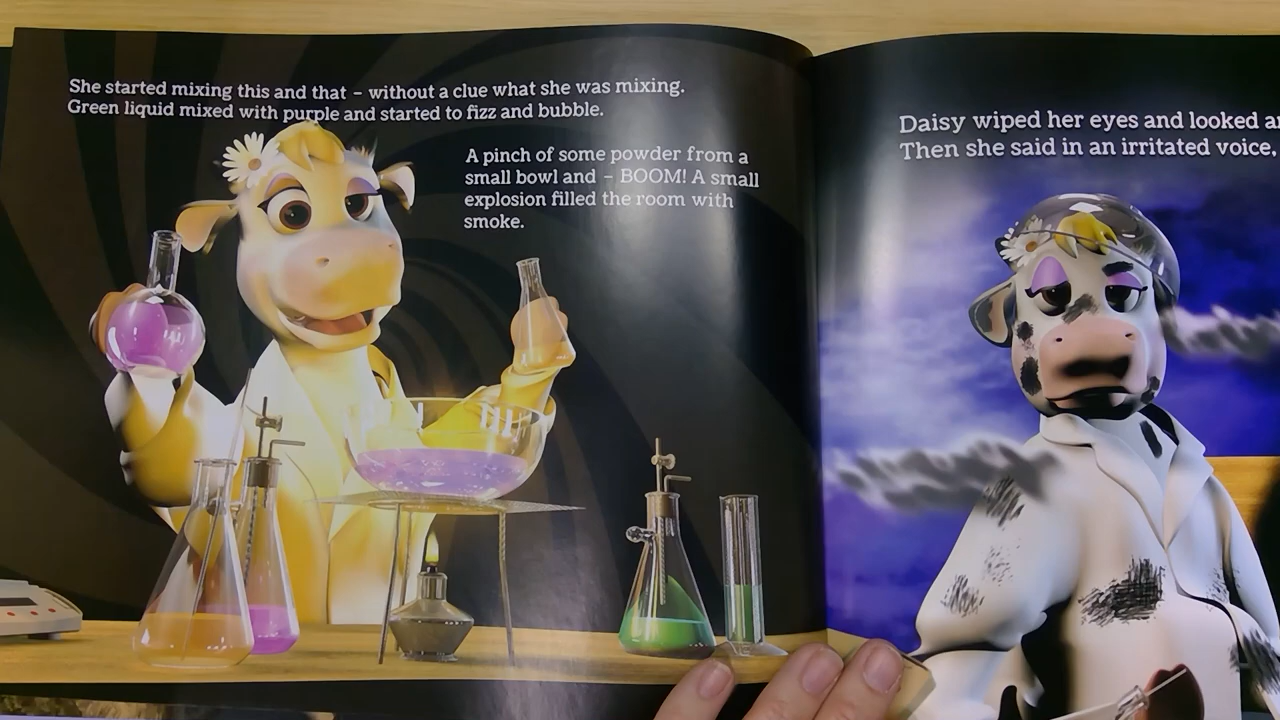 She started mixing this and that – without a clue what she was mixing.
Green liquid mixed with purple and started to fizz and bubble.
A pinch of some powder from a
small bowl and – BOOM! A small
explosion filled the room with
smoke.
Daisy wiped her eyes and looked
Then she said in an irritated voice,